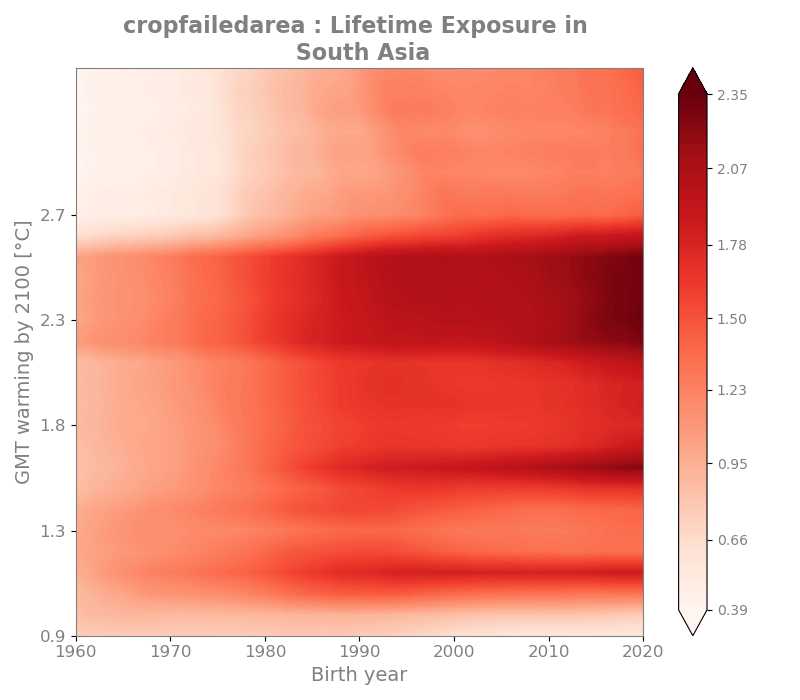 cropfailedarea : Lifetime Exposure in
South Asia
GMT warming by 2100 [°C]
2.7
2.3
1.8
1.3
0.9
1960 1970 1980 1990 2000 2010 2020
Birth year
2.35
2.07
1.78
1.50
1.23
0.95
0.66
0.39